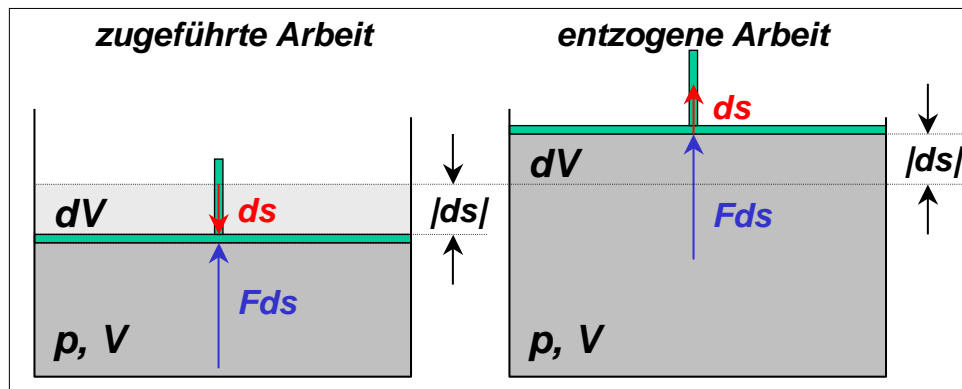 zugeführte Arbeit
dV
ds
|ds|
Fds
p, V
entzogene Arbeit
ds
dV
|ds|
Fds
p, V